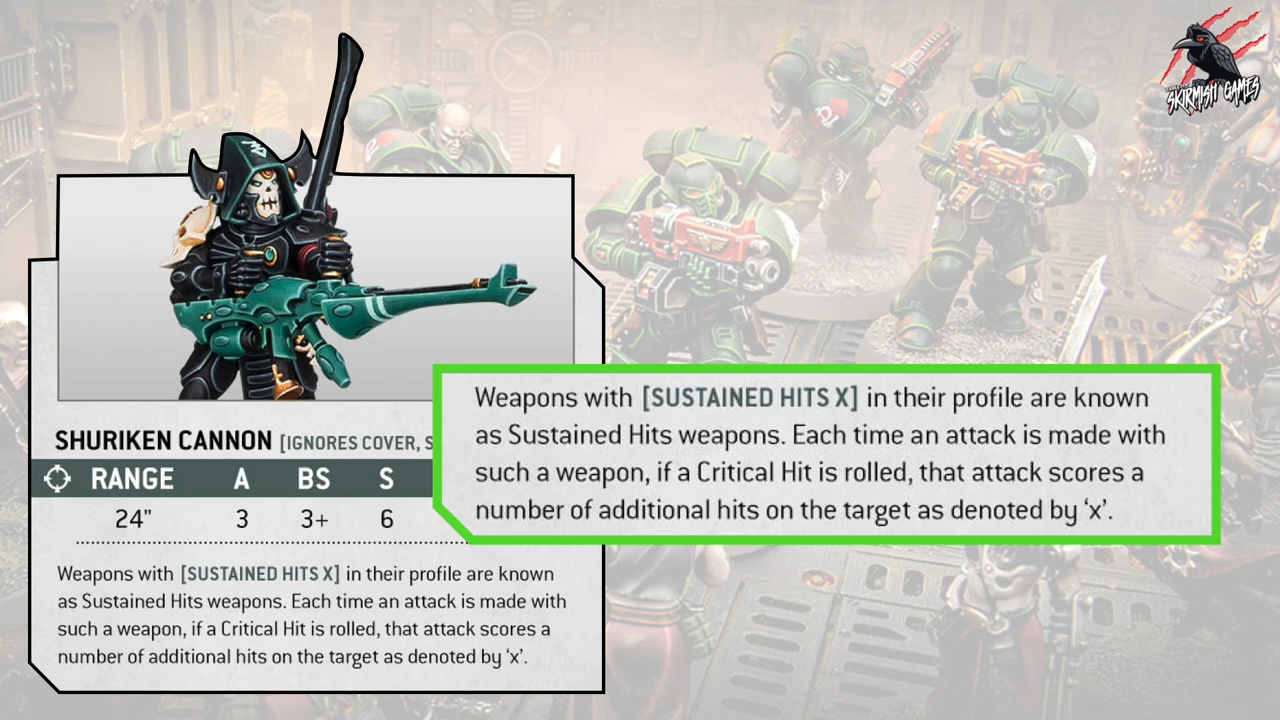 SKIRMISH GAMES
SHURIKEN CANNON [IGNORES COVER, S
RANGE A BS S
24" 3 3+ 6
Weapons with [SUSTAINED HITS X] in their profile are known
as Sustained Hits weapons. Each time an attack is made with
such a weapon, if a Critical Hit is rolled, that attack scores a
number of additional hits on the target as denoted by ‘x’.
Weapons with [SUSTAINED HITS X] in their profile are known
as Sustained Hits weapons. Each time an attack is made with
such a weapon, if a Critical Hit is rolled, that attack scores a
number of additional hits on the target as denoted by ‘x’.